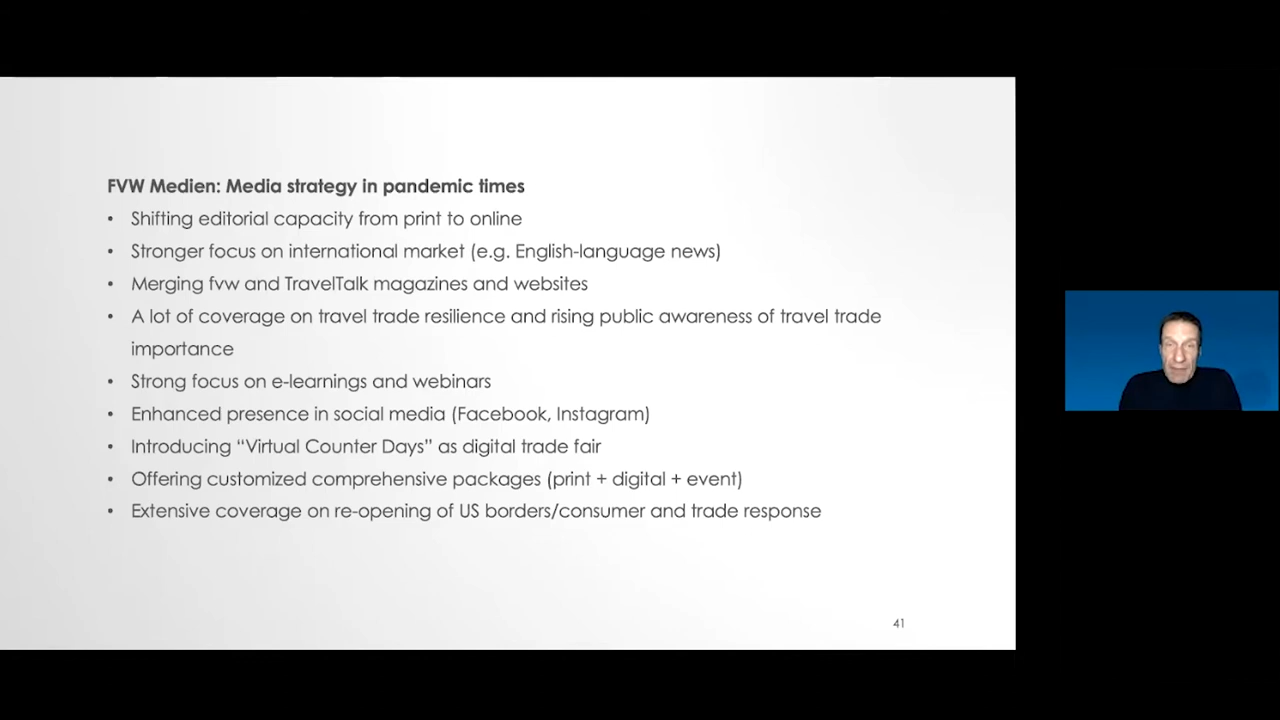 FVW Medien: Media strategy in pandemic times
• Shifting editorial capacity from print to online
• Stronger focus on international market (e.g. English-language news)
• Merging fvw and TravelTalk magazines and websites
• A lot of coverage on travel trade resilience and rising public awareness of travel trade
importance
• Strong focus on e-learnings and webinars
• Enhanced presence in social media (Facebook, Instagram)
• Introducing “Virtual Counter Days” as digital trade fair
• Offering customized comprehensive packages (print + digital + event)
• Extensive coverage on re-opening of US borders/consumer and trade response
41